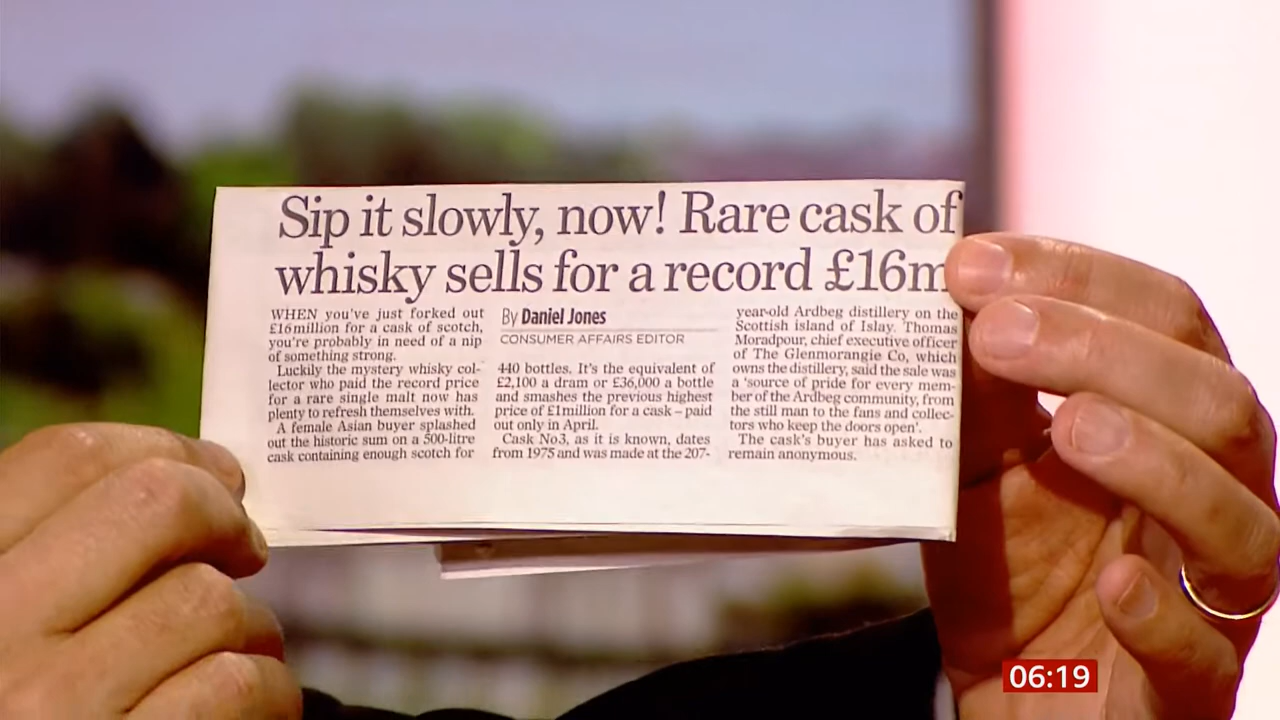 Sip it slowly, now! Rare cask of
whisky sells for a record £16m
WHEN you've just forked out
£16million for a cask of scotch,
you're probably in need of a nip
of something strong.
Luckily the mystery whisky col-
lector who paid the record price
for a rare single malt now has
plenty to refresh themselves with.
A female Asian buyer splashed
out the historic sum on a 500-litre
cask containing enough scotch for
By Daniel Jones
CONSUMER AFFAIRS EDITOR
440 bottles. It's the equivalent of
£2,100 a dram or £36,000 a bottle
and smashes the previous highest
price of £1million for a cask – paid
out only in April.
Cask No3, as it is known, dates
from 1975 and was made at the 207-
year-old Ardbeg distillery on the
Scottish island of Islay. Thomas
Moradpour, chief executive officer
of The Glenmorangie Co, which
owns the distillery, said the sale was
a 'source of pride for every mem-
ber of the Ardbeg community, from
the still man to the fans and collec-
tors who keep the doors open'.
The cask's buyer has asked to
remain anonymous.
06:19